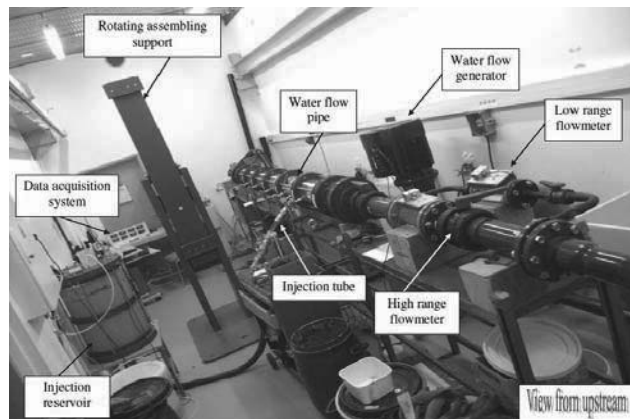 Rotating assembling
support
Water flow
generator
Water flow
pipe
Low range
flowmeter
Data acquisition
system
Injection tube
High range
flowmeter
Injection
reservoir
View from upstream